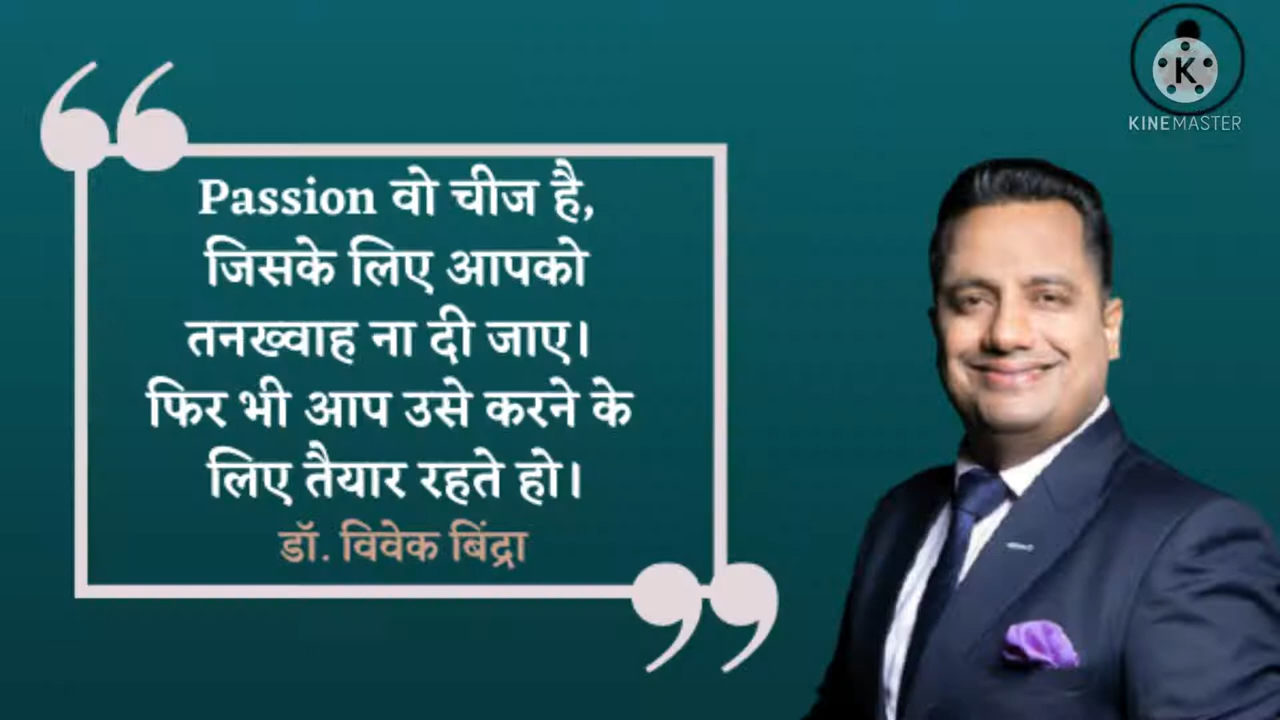 Passion वो चीज है,
जिसके लिए आपको
तनख्वाह ना दी जाए।
फिर भी आप उसे करने के
लिए तैयार रहते हो।
डॉ. विवेक बिंद्रा
K
KINEMASTER